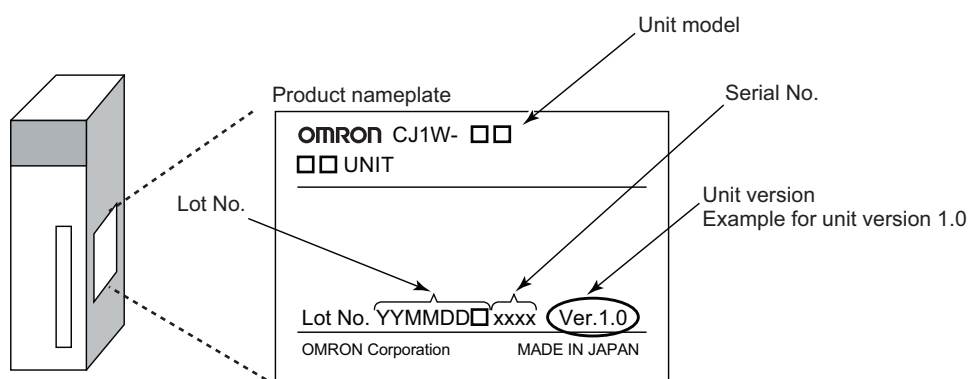 Unit model
Product nameplate
Serial No.
OMRON CJ1W- □□
□□ UNIT
Lot No.
Unit version
Example for unit version 1.0
Lot No. YYMMDD□ xxxx Ver.1.0
OMRON Corporation MADE IN JAPAN